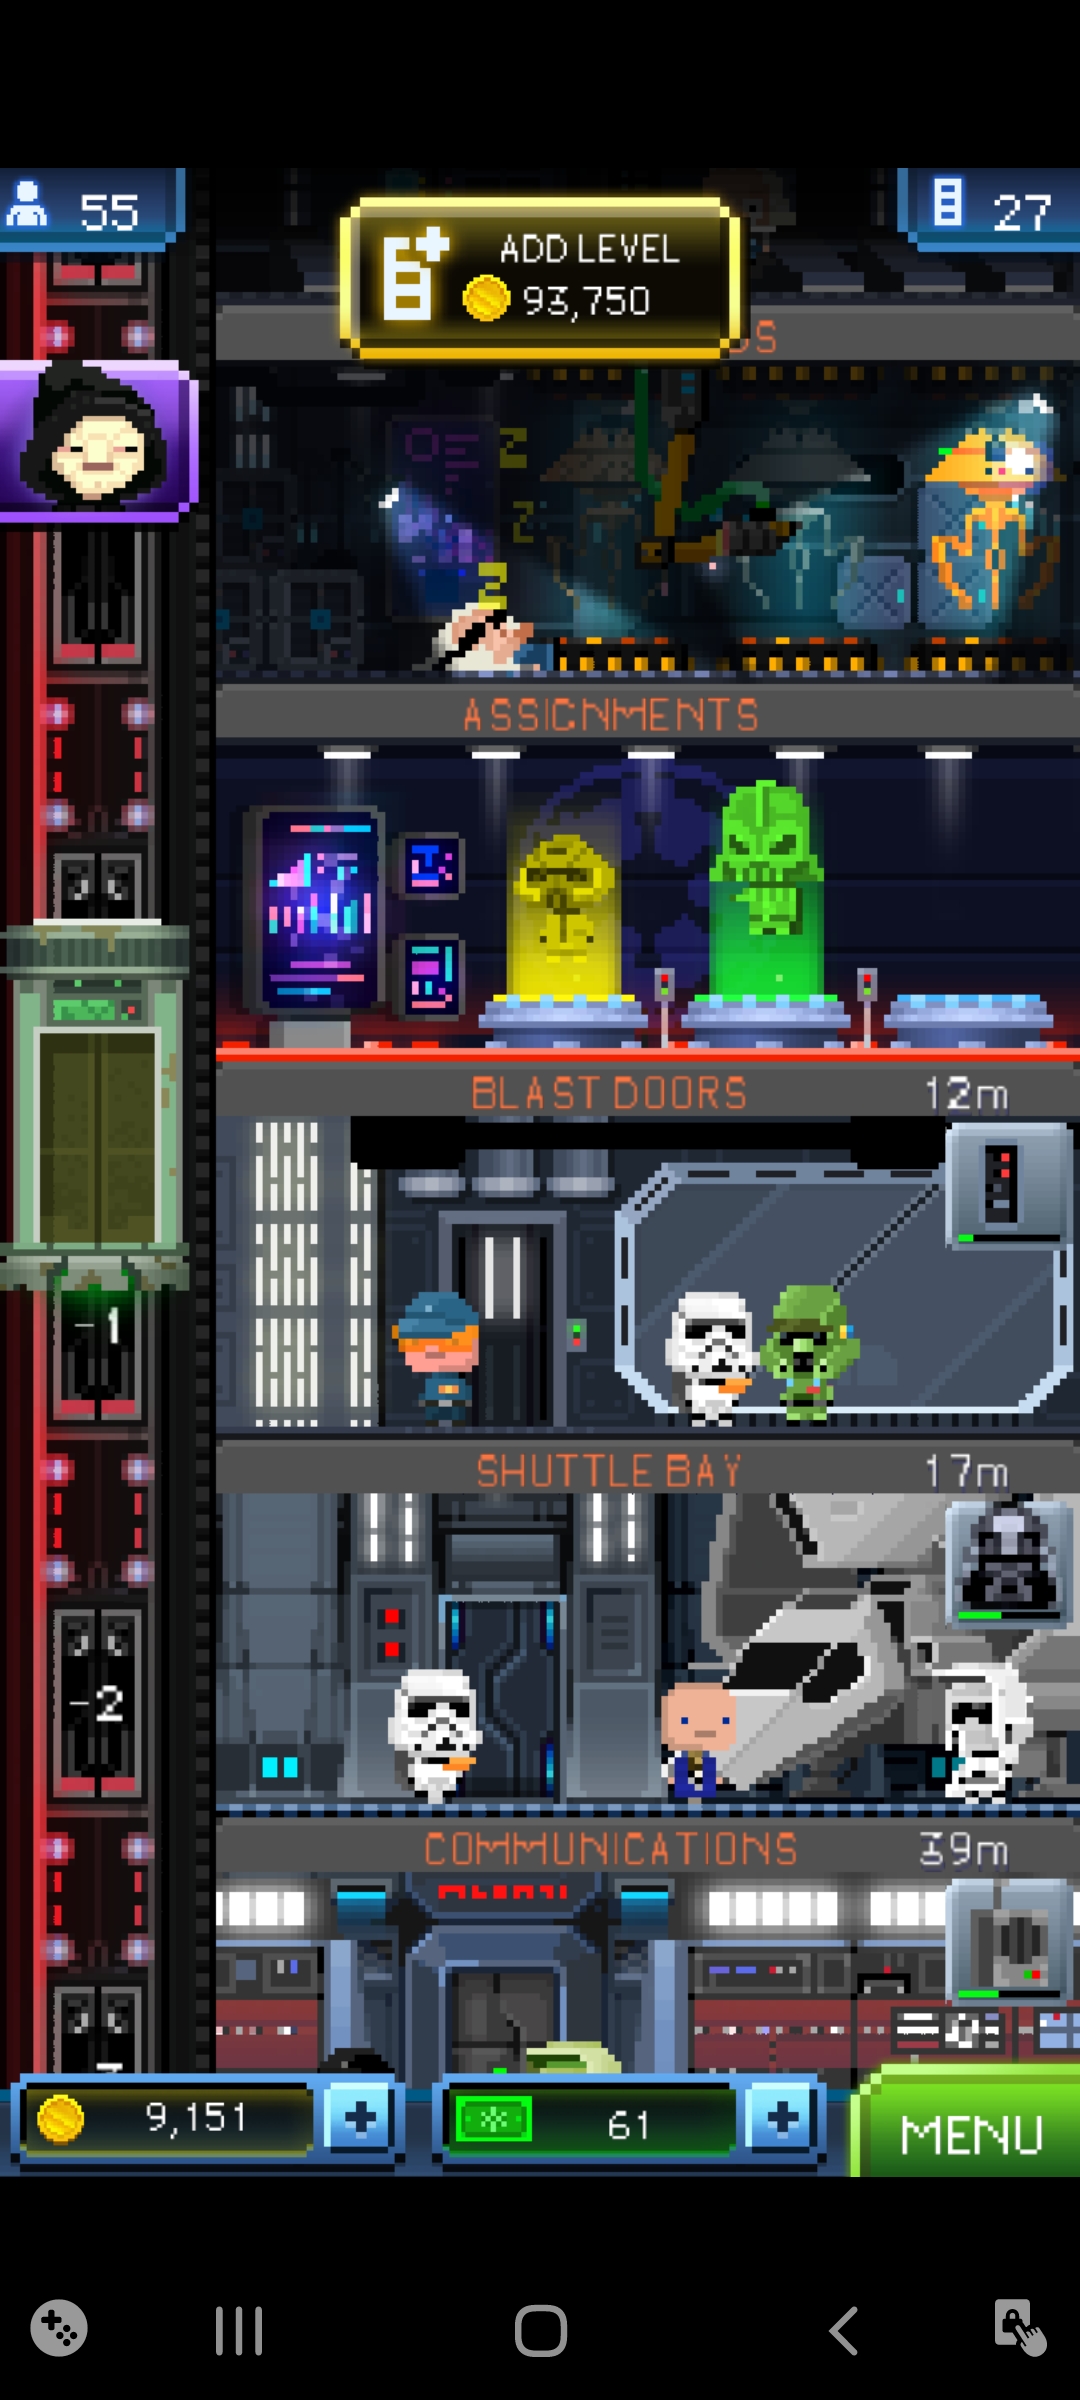 55
ADD LEVEL
93,750
27
DS
Z
Z
Z
ASSIGNMENTS
BLAST DOORS 12m
-1
SHUTTLE BAY 17m
-2
COMMUNICATIONS 39m
9,151
61
MENU